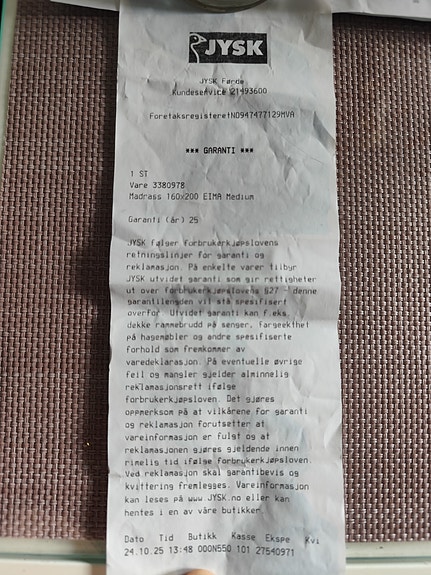 JYSK
JYSK Førde
Kundeservice 21493600
ForetaksregisteretNO947477129MVA
*** GARANTI ***
1 ST
Vare 3380978
Madrass 160x200 EIMA Medium
Garanti (år) 25
JYSK følger forbrukerkjøpslovens
retningslinjer for garanti og
reklamasjon. På enkelte varer tilbyr
JYSK utvidet garanti som gir rettigheter
ut over forbrukerkjøpslovens §27 denne
garantilengden vil stå spesifisert
overfor. Utvidet garanti kan f.eks.
dekke rammebrudd på senger, fargeekthet
på hagemøbler og andre spesifiserte
forhold som fremkommer av
varedeklarasjon. På eventuelle øvrige
feil og mangler gjelder alminnelig
reklamasjonsrett ifølge
forbrukerkjøpsloven. Det gjøres
oppmerksom på at vilkårene for garanti
og reklamasjon forutsetter at
vareinformasjon er fulgt og at
reklamasjonen gjøres gjeldende innen
rimelig tid ifølge forbrukerkjøpsloven.
Ved reklamasjon skal garantibevis og
kvittering fremlegges. Vareinformasjon
kan leses på www.JYSK.no eller kan
hentes i en av våre butikker.
Dato Tid Butikk Kasse Ekspe Kvi
24.10.25 13:48 000N550 101 27540971